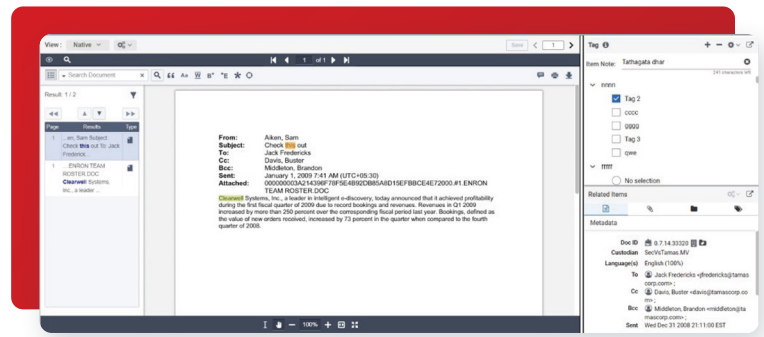 View : Native
Save
1
of 1
Search Document
Aa
Result 1 / 2
Page Results Type
1 ...en, Sam Subject:
Check this out To: Jack
Frederick...
1 ...ENRON TEAM
ROSTER.DOC
Clearwell Systems,
Inc., a leader ...
From: Aiken, Sam
Subject: Check this out
To: Jack Fredericks
Cc: Davis, Buster
Bcc: Middleton, Brandon
Sent: January 1, 2009 7:41 AM (UTC+05:30)
Attached: 000000003A214396F78F5E4B92DB85A8D15EFBBCE4E72000.#1.ENRON
TEAM ROSTER.DOC
Clearwell Systems, Inc., a leader in intelligent e-discovery, today announced that it achieved profitability
during the first fiscal quarter of 2009 due to record bookings and revenues. Revenues in Q1 2009
increased by more than 250 percent over the corresponding fiscal period last year. Bookings, defined as
the value of new orders received, increased by 73 percent in the quarter when compared to the fourth
quarter of 2008.
100%
Tag
Item Note: Tathagata dhar
241 characters left
nnnn
Tag 2
cccc
gggg
Tag 3
qwe
ffffff
No selection
Related Items
Metadata
Doc ID 0.7.14.33320
Custodian SecVsTamas.MV
Language(s) English (100%)
To Jack Fredericks <jfredericks@tamas
corp.com> ;
Cc Davis, Buster <davis@tamascorp.co
m> ;
Bcc Middleton, Brandon <middleton@ta
mascorp.com> ;
Sent Wed Dec 31 2008 21:11:00 EST